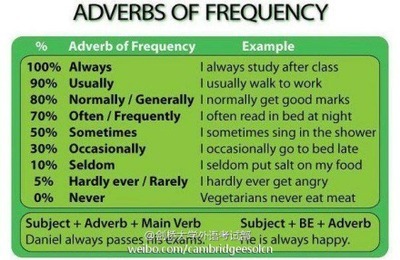 ADVERBS OF FREQUENCY
% Adverb of Frequency Example
100% Always I always study after class
90% Usually I usually walk to work
80% Normally / Generally I normally get good marks
70% Often / Frequently I often read in bed at night
50% Sometimes I sometimes sing in the shower
30% Occasionally I occasionally go to bed late
10% Seldom I seldom put salt on my food
5% Hardly ever / Rarely I hardly ever get angry
0% Never Vegetarians never eat meat
Subject + Adverb + Main Verb Subject + BE + Adverb
Daniel always passes his exams. He is always happy.
@剑桥大学外语考试部
weibo.com/cambridgeesolcn